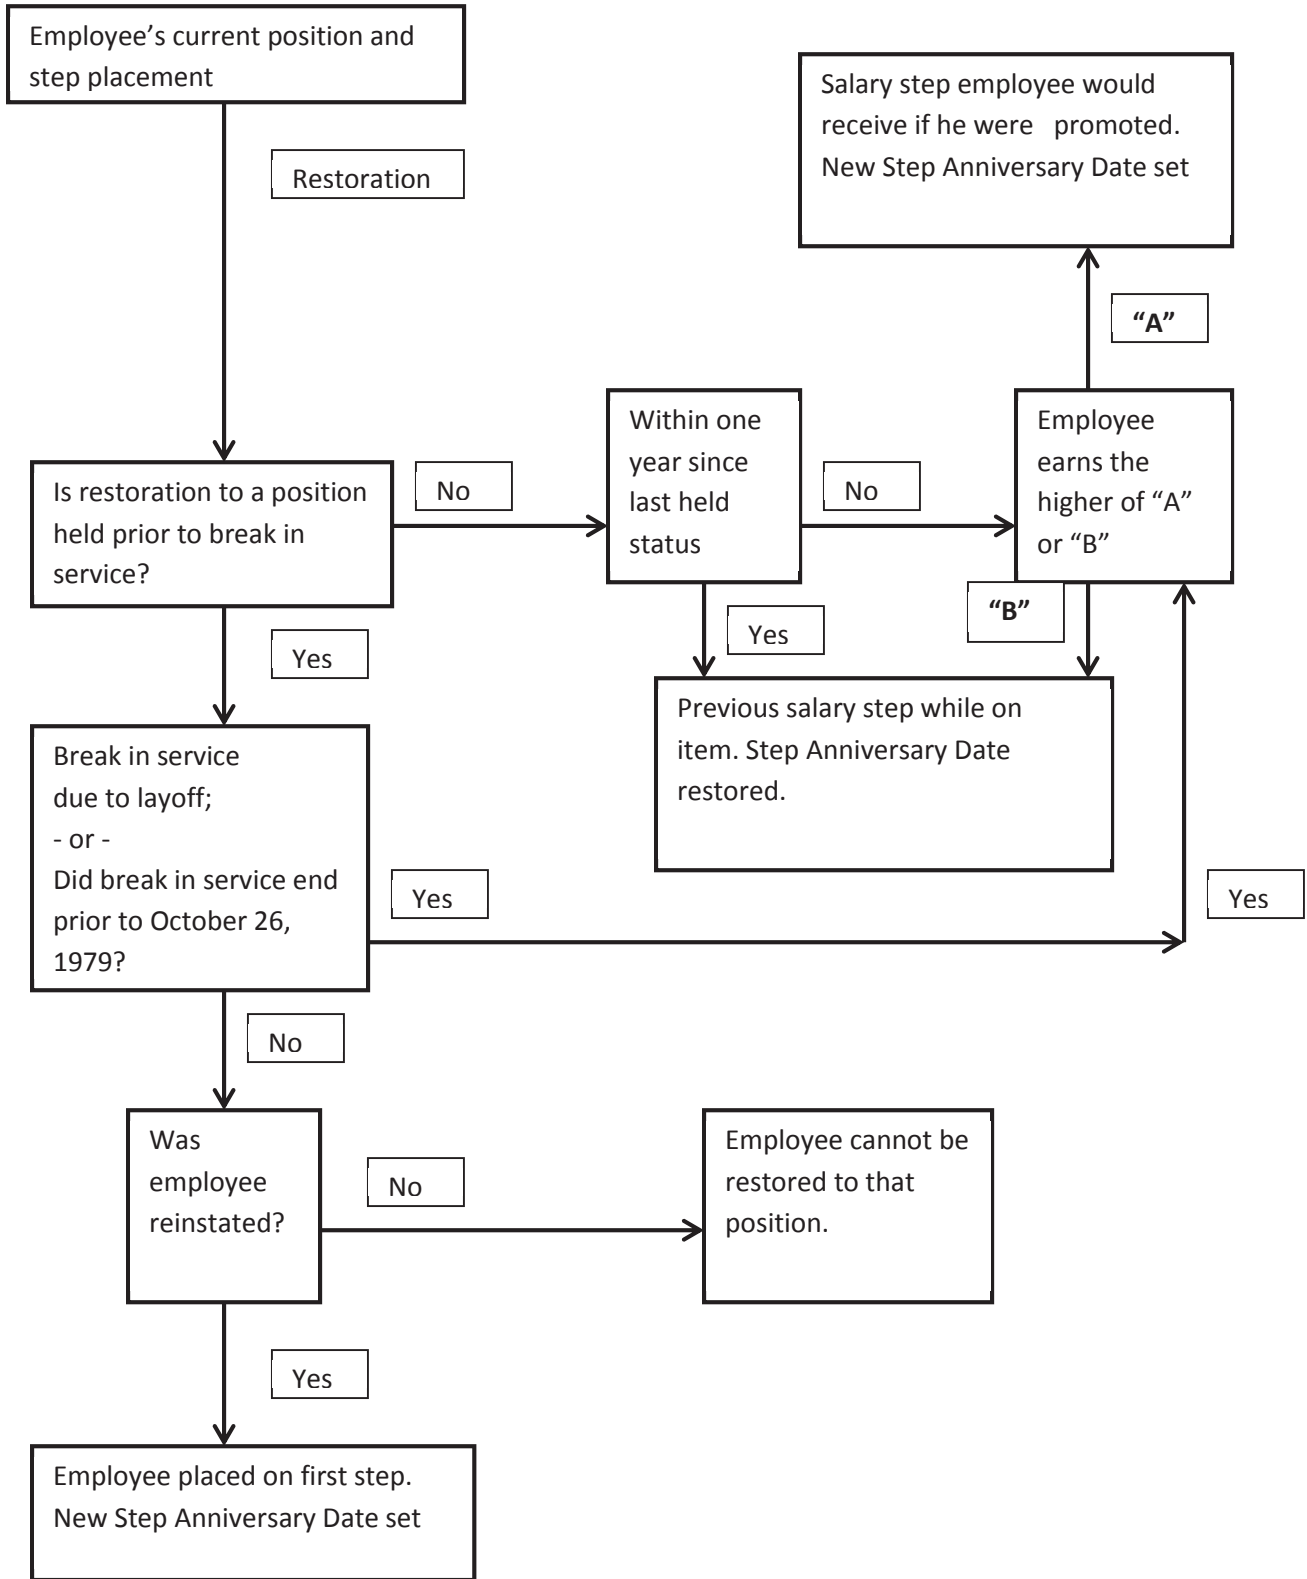 Employee’s current position and
step placement
Restoration
Salary step employee would
receive if he were promoted.
New Step Anniversary Date set
“A”
Is restoration to a position
held prior to break in
service?
No
Within one
year since
last held
status
No
Employee
earns the
higher of “A”
or “B”
Yes
Yes
“B”
Previous salary step while on
item. Step Anniversary Date
restored.
Break in service
due to layoff;
- or -
Did break in service end
prior to October 26,
1979?
Yes
Yes
No
Was
employee
reinstated?
No
Employee cannot be
restored to that
position.
Yes
Employee placed on first step.
New Step Anniversary Date set